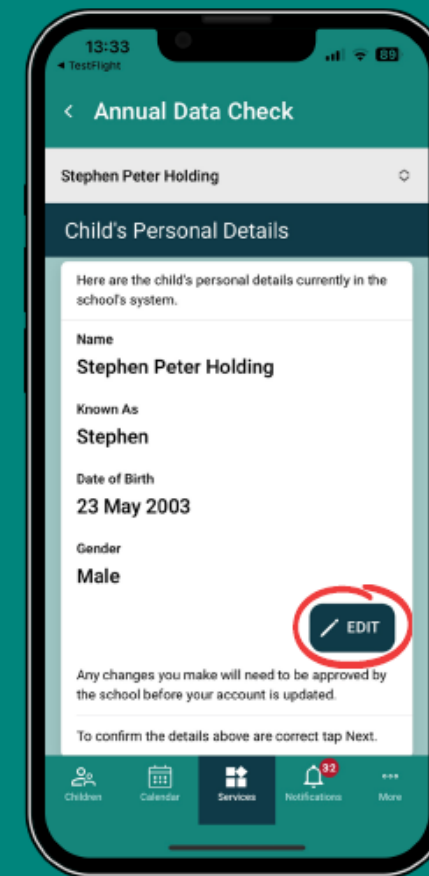 13:33
◀ TestFlight
89
Annual Data Check
Stephen Peter Holding
Child's Personal Details
Here are the child's personal details currently in the
school's system.
Name
Stephen Peter Holding
Known As
Stephen
Date of Birth
23 May 2003
Gender
Male
EDIT
Any changes you make will need to be approved by
the school before your account is updated.
To confirm the details above are correct tap Next.
32
Children Calendar Services Notifications More